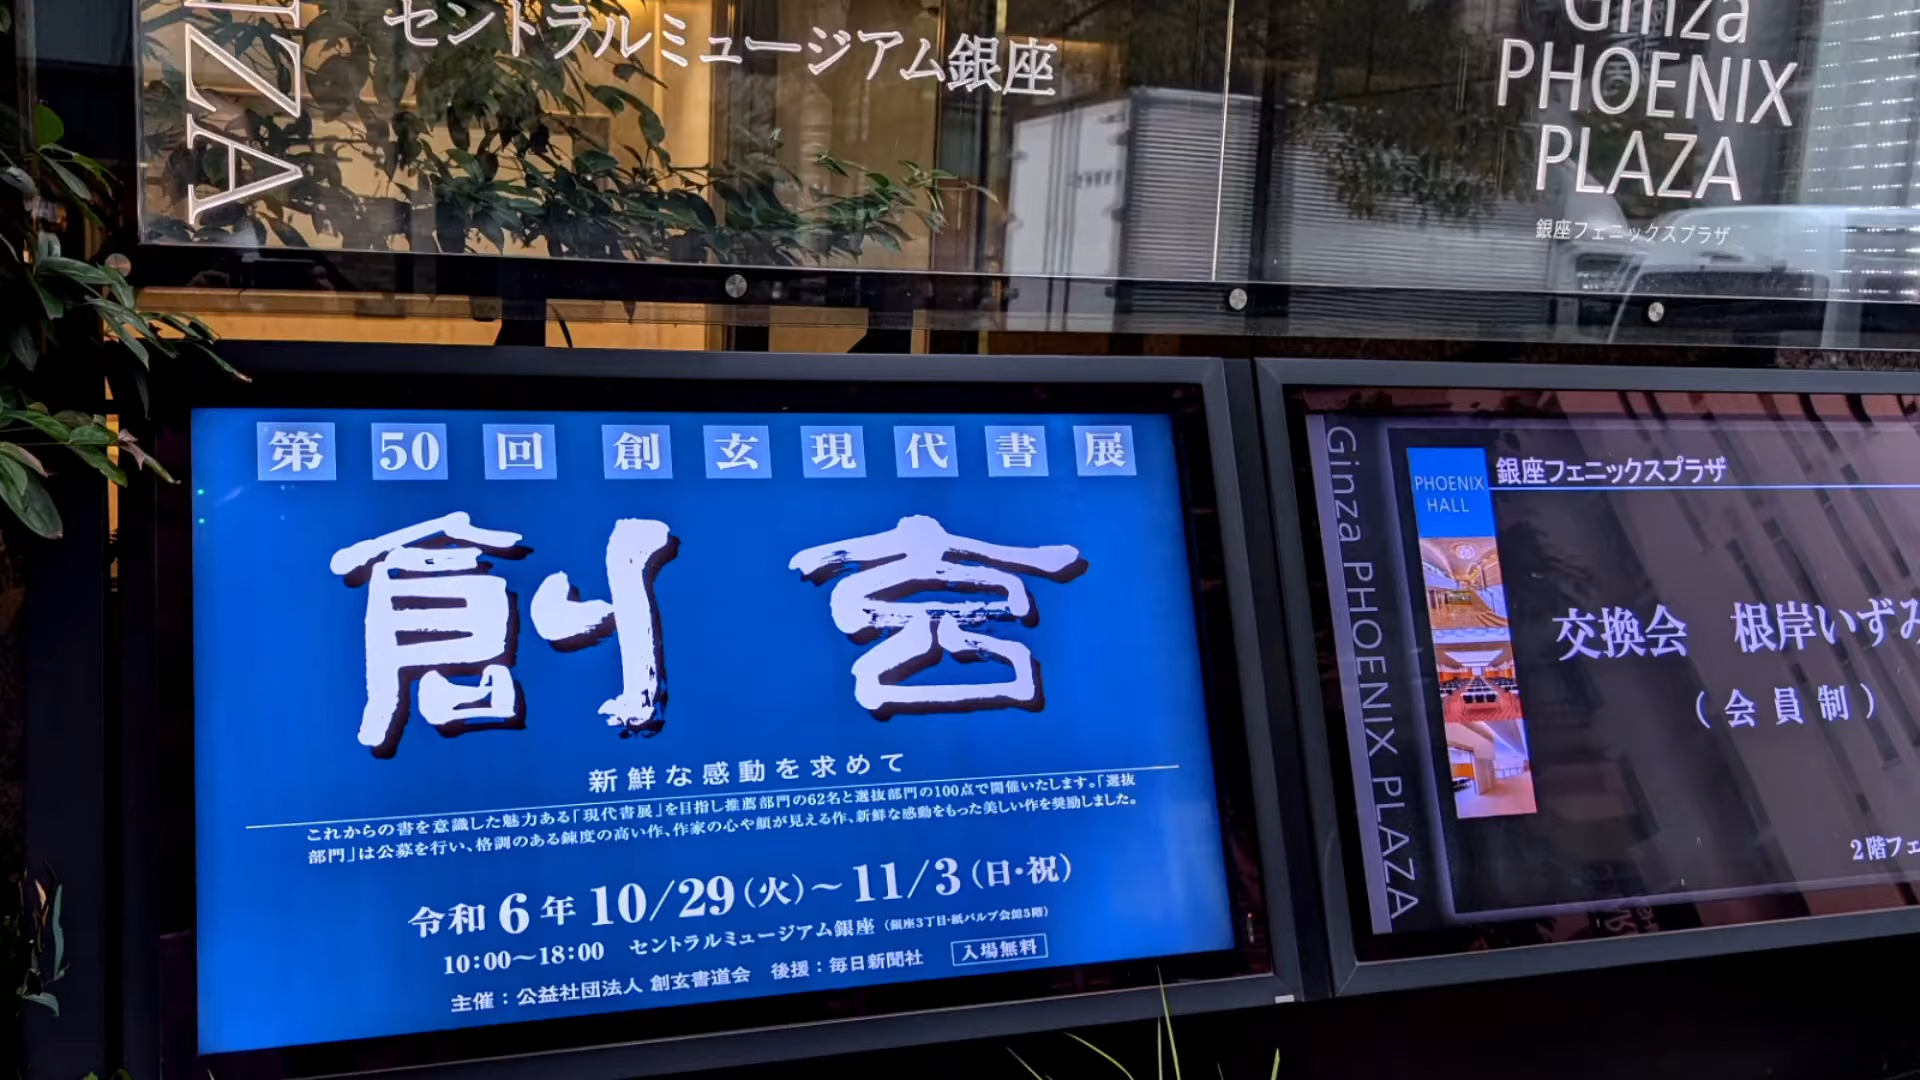 ZA
セントラルミュージアム銀座
Ginza
PHOENIX
PLAZA
銀座フェニックスプラザ
第50回創玄現代書展
創玄
新鮮な感動を求めて
これからの書を意識した魅力ある「現代書展」を目指し推薦部門の62名と選抜部門の100点で開催いたします。「選抜
部門」は公募を行い、格調のある錬度の高い作、作家の心や顔が見える作、新鮮な感動をもった美しい作を奨励しました。
令和6年10/29(火)～11/3(日・祝)
10:00～18:00 セントラルミュージアム銀座(銀座3丁目・紙パルプ会館5階)
主催：公益社団法人 創玄書道会 後援：毎日新聞社 入場無料
Ginza PHOENIX PLAZA
PHOENIX
HALL
銀座フェニックスプラザ
交換会 根岸いずみ
(会員制)
2階フェ